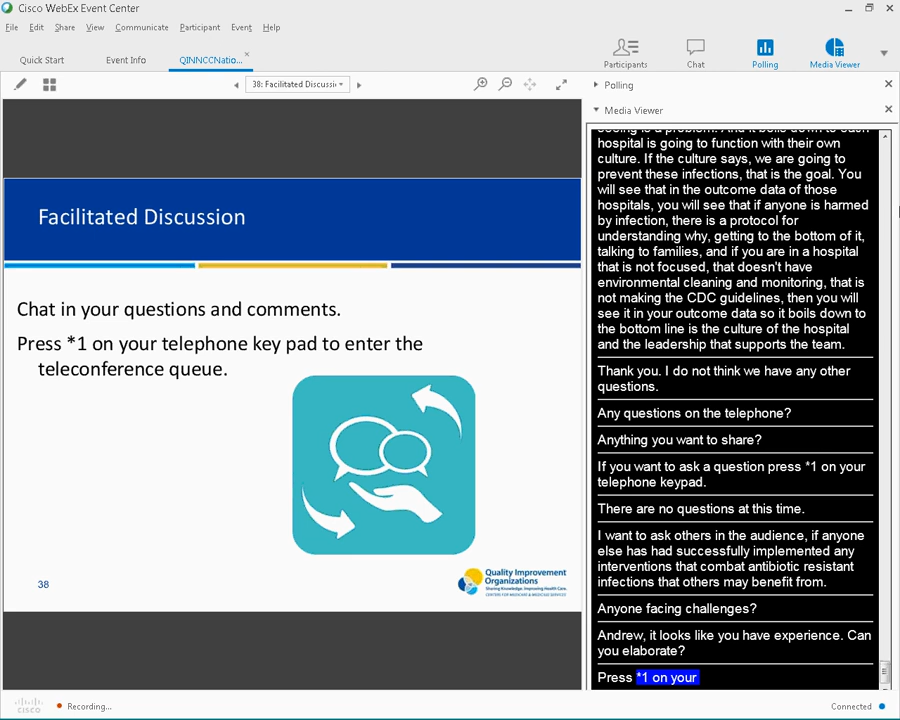 Cisco WebEx Event Center
File Edit Share View Communicate Participant Event Help
Quick Start Event Info QINNCCNatio...
Participants Chat Polling Media Viewer
38: Facilitated Discussi
Polling
Media Viewer
Facilitated Discussion
Chat in your questions and comments.
Press *1 on your telephone key pad to enter the
teleconference queue.
38
Quality Improvement
Organizations
Sharing Knowledge. Improving Health Care.
CENTERS FOR MEDICARE & MEDICAID SERVICES
hospital is going to function with their own
culture. If the culture says, we are going to
prevent these infections, that is the goal. You
will see that in the outcome data of those
hospitals, you will see that if anyone is harmed
by infection, there is a protocol for
understanding why, getting to the bottom of it,
talking to families, and if you are in a hospital
that is not focused, that doesn't have
environmental cleaning and monitoring, that is
not making the CDC guidelines, then you will
see it in your outcome data so it boils down to
the bottom line is the culture of the hospital
and the leadership that supports the team.
Thank you. I do not think we have any other
questions.
Any questions on the telephone?
Anything you want to share?
If you want to ask a question press *1 on your
telephone keypad.
There are no questions at this time.
I want to ask others in the audience, if anyone
else has had successfully implemented any
interventions that combat antibiotic resistant
infections that others may benefit from.
Anyone facing challenges?
Andrew, it looks like you have experience. Can
you elaborate?
Press *1 on your
cisco
Recording...
Connected